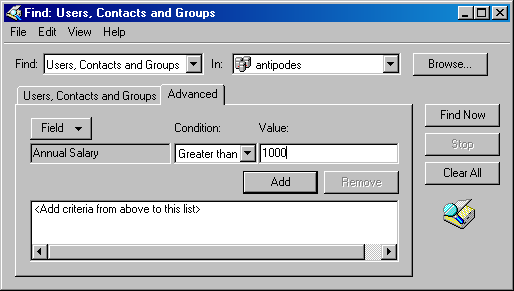 Find: Users, Contacts and Groups
File Edit View Help
Find: Users, Contacts and Groups In: antipodes Browse...
Users, Contacts and Groups Advanced
Field Condition: Value: Find Now
Annual Salary Greater than 1000 Stop
Add Remove Clear All
<Add criteria from above to this list>